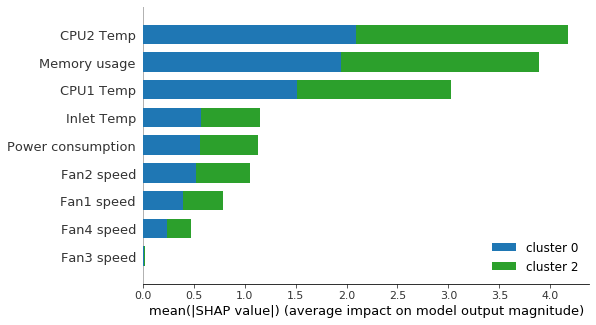 CPU2 Temp
Memory usage
CPU1 Temp
Inlet Temp
Power consumption
Fan2 speed
Fan1 speed
Fan4 speed
Fan3 speed
cluster 0
cluster 2
0.0 0.5 1.0 1.5 2.0 2.5 3.0 3.5 4.0
mean(|SHAP value|) (average impact on model output magnitude)